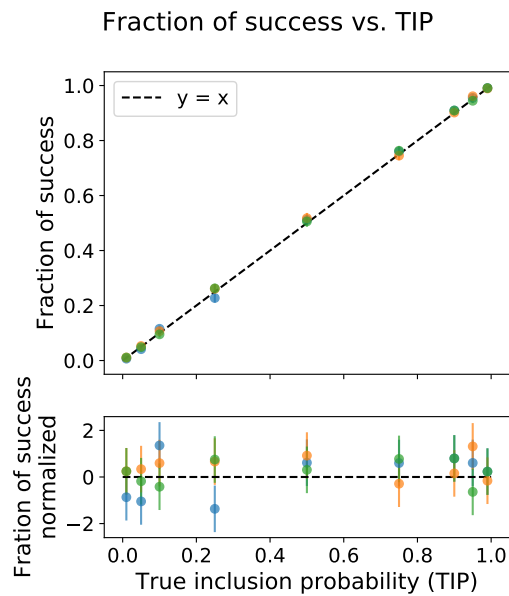 Fraction of success vs. TIP
y = x
Fraction of success
1.0
0.8
0.6
0.4
0.2
0.0
Fration of success
normalized
2
0
−2
0.0 0.2 0.4 0.6 0.8 1.0
True inclusion probability (TIP)